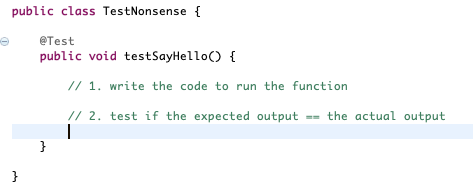 public class TestNonsense {
@Test
public void testSayHello() {
// 1. write the code to run the function
// 2. test if the expected output == the actual output
}
}